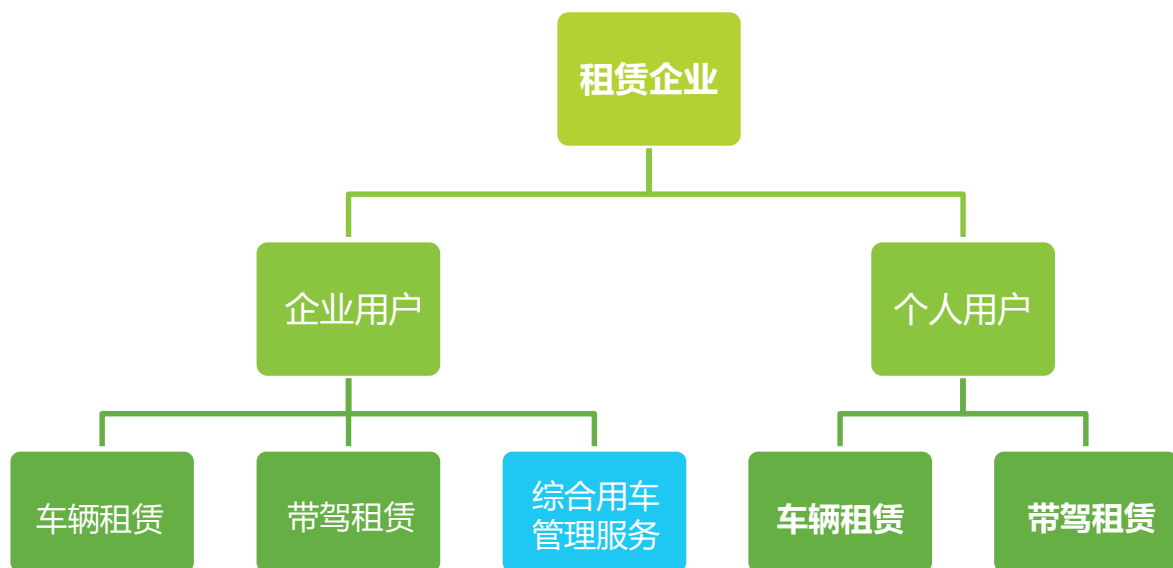 租赁企业
企业用户
个人用户
车辆租赁
带驾租赁
综合用车
管理服务
车辆租赁
带驾租赁